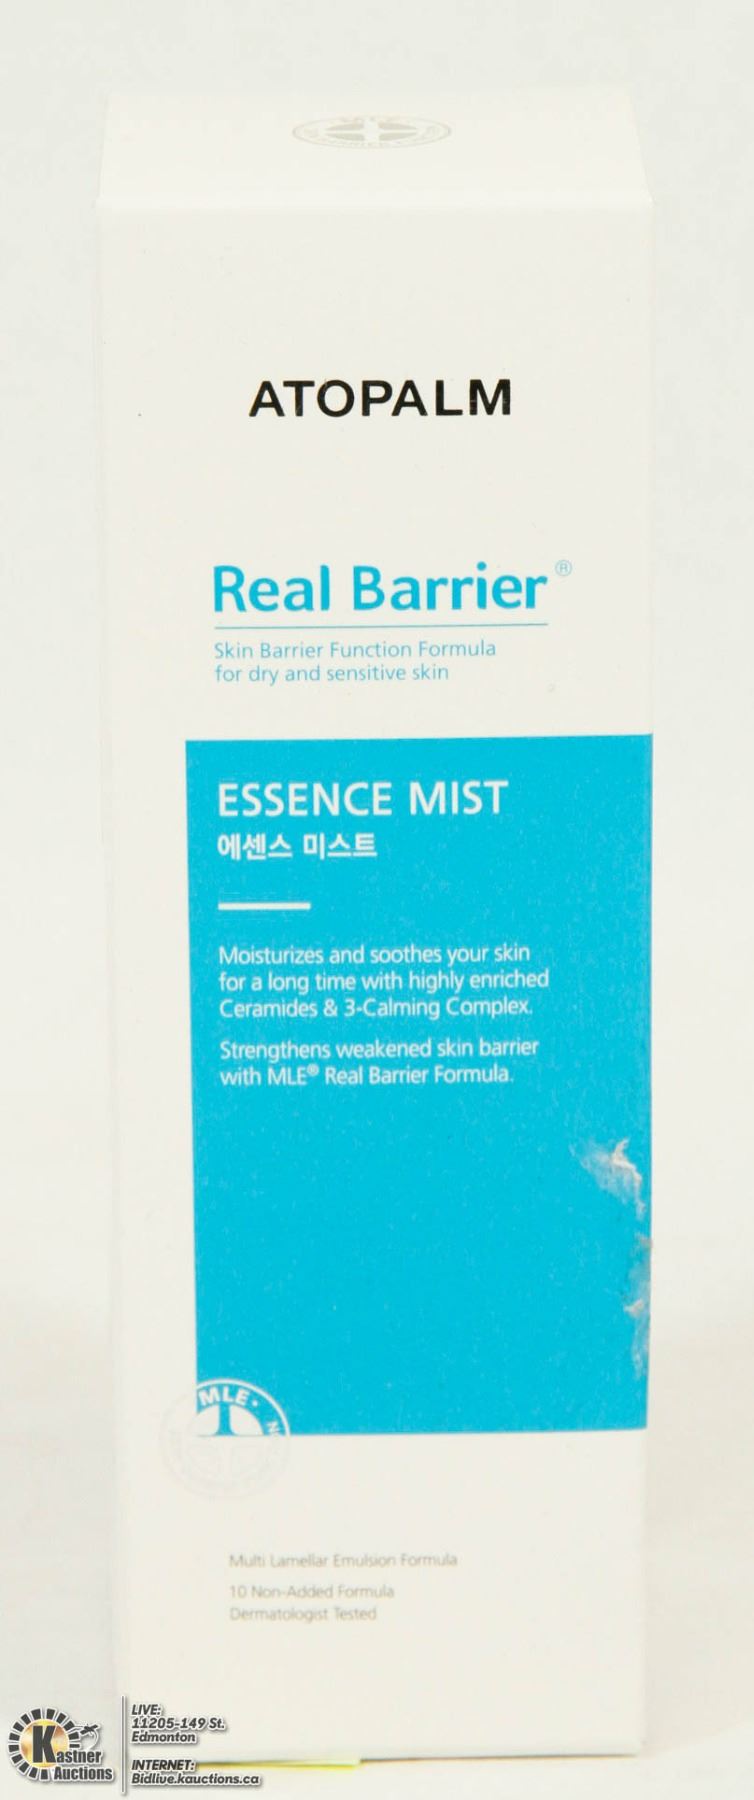 ATOPALM
Real Barrier®
Skin Barrier Function Formula
for dry and sensitive skin
ESSENCE MIST
에센스 미스트
Moisturizes and soothes your skin
for a long time with highly enriched
Ceramides & 3-Calming Complex.
Strengthens weakened skin barrier
with MLE® Real Barrier Formula.
MLE
Multi Lamellar Emulsion Formula
10 Non-Added Formula
Dermatologist Tested
Kastner
Auctions
LIVE:
11205-149 St.
Edmonton
INTERNET:
Bidlive.kauctions.ca